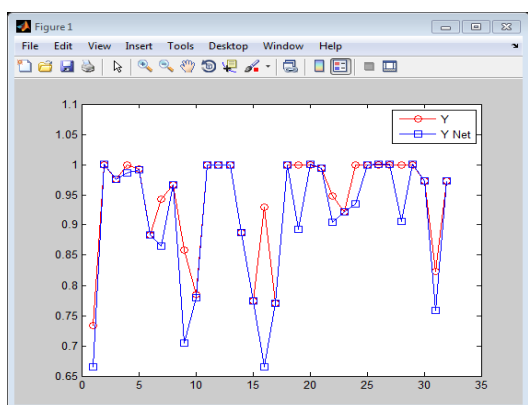 Figure 1
File Edit View Insert Tools Desktop Window Help
1.1
1.05
1
0.95
0.9
0.85
0.8
0.75
0.7
0.65
Y
Y Net
0 5 10 15 20 25 30 35